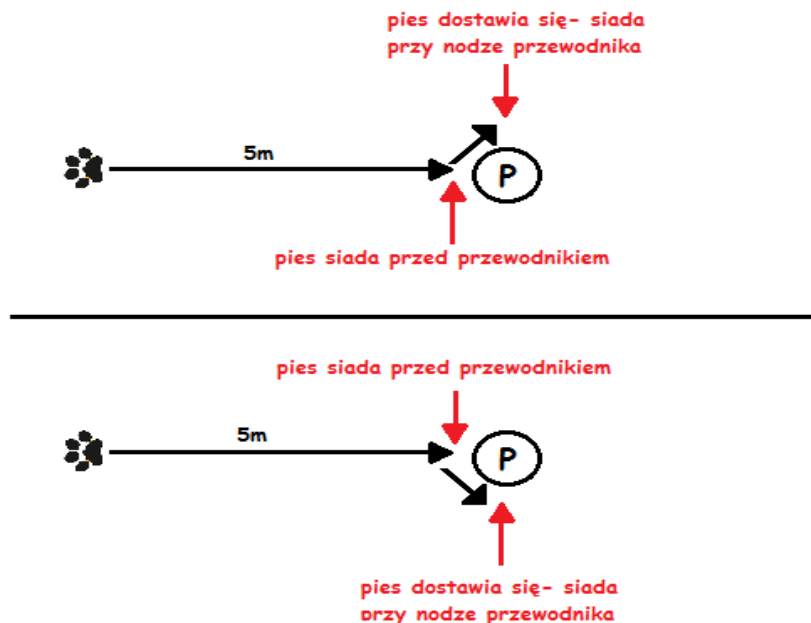 pies dostawia się- siada
przy nodze przewodnika
5m
P
pies siada przed przewodnikiem
pies siada przed przewodnikiem
5m
P
pies dostawia się- siada
przy nodze przewodnika